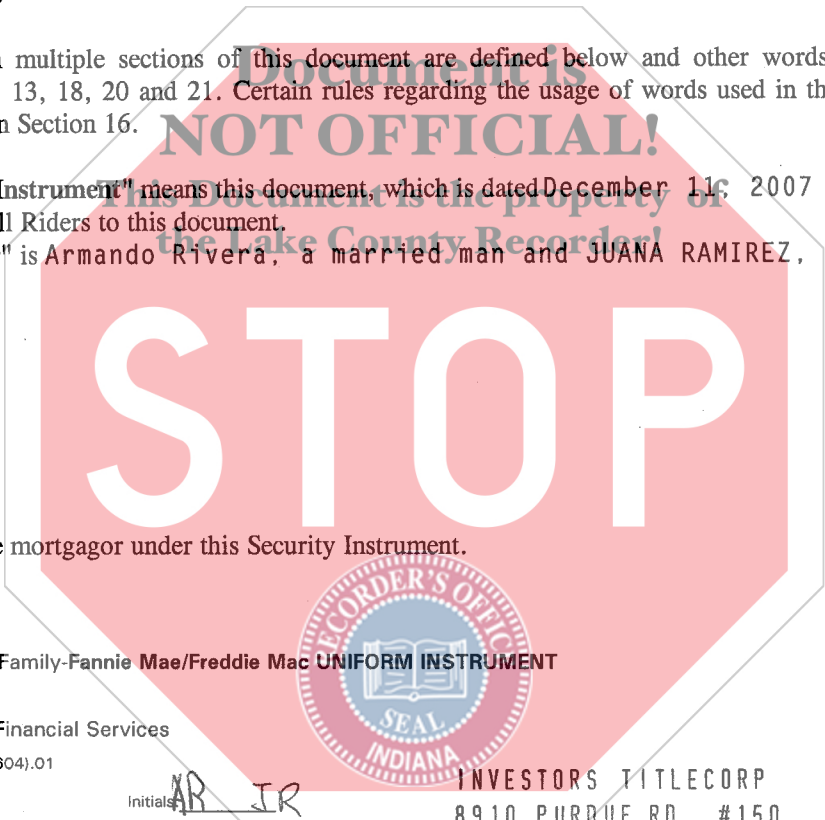 multiple sections of this document are defined below and other words
13, 18, 20 and 21. Certain rules regarding the usage of words used in th
n Section 16.
Document is
NOT OFFICIAL!
This Document is the property of
the Lake County Recorder!
Instrument" means this document, which is dated December 11, 2007
ll Riders to this document.
" is Armando Rivera, a married man and JUANA RAMIREZ,
STOP
e mortgagor under this Security Instrument.
RECORDER'S OFFICE
SEAL
INDIANA
Family-Fannie Mae/Freddie Mac UNIFORM INSTRUMENT
Financial Services
604).01
Initials AR JR
INVESTORS TITLECORP
8910 PURDUE RD #150